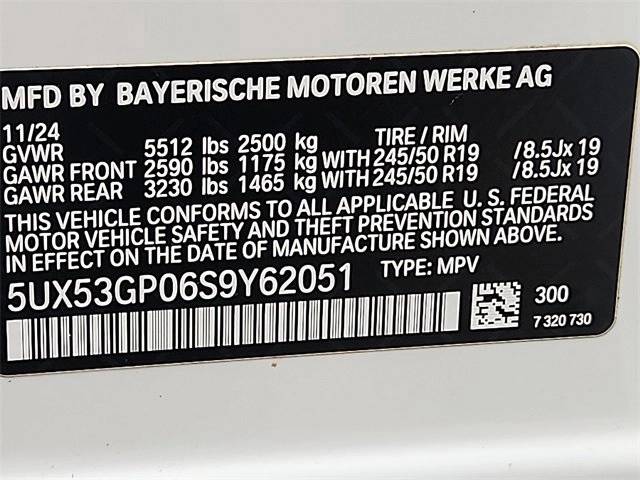 MFD BY BAYERISCHE MOTOREN WERKE AG
11/24
GVWR 5512 lbs 2500 kg TIRE / RIM
GAWR FRONT 2590 lbs 1175 kg WITH 245/50 R19 /8.5Jx 19
GAWR REAR 3230 lbs 1465 kg WITH 245/50 R19 /8.5Jx 19
THIS VEHICLE CONFORMS TO ALL APPLICABLE U. S. FEDERAL
MOTOR VEHICLE SAFETY AND THEFT PREVENTION STANDARDS
IN EFFECT ON THE DATE OF MANUFACTURE SHOWN ABOVE.
5UX53GP06S9Y62051 TYPE: MPV
300
7 320 730